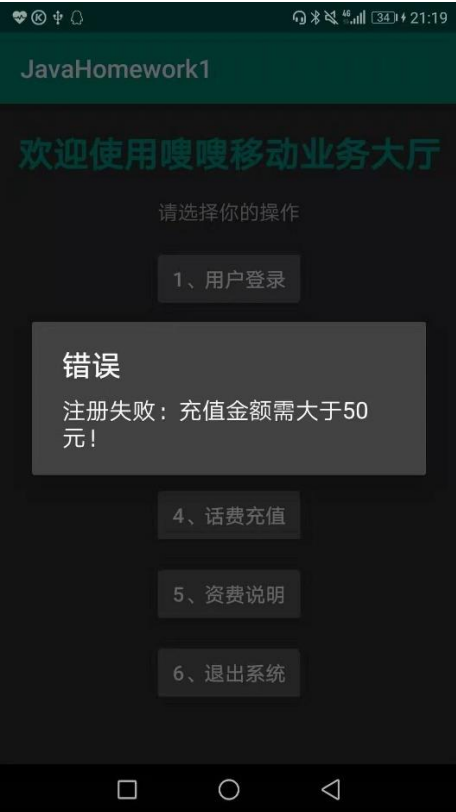 46 34 21:19
JavaHomework1
欢迎使用嗖嗖移动业务大厅
请选择你的操作
1、用户登录
错误
注册失败：充值金额需大于50
元！
4、话费充值
5、资费说明
6、退出系统